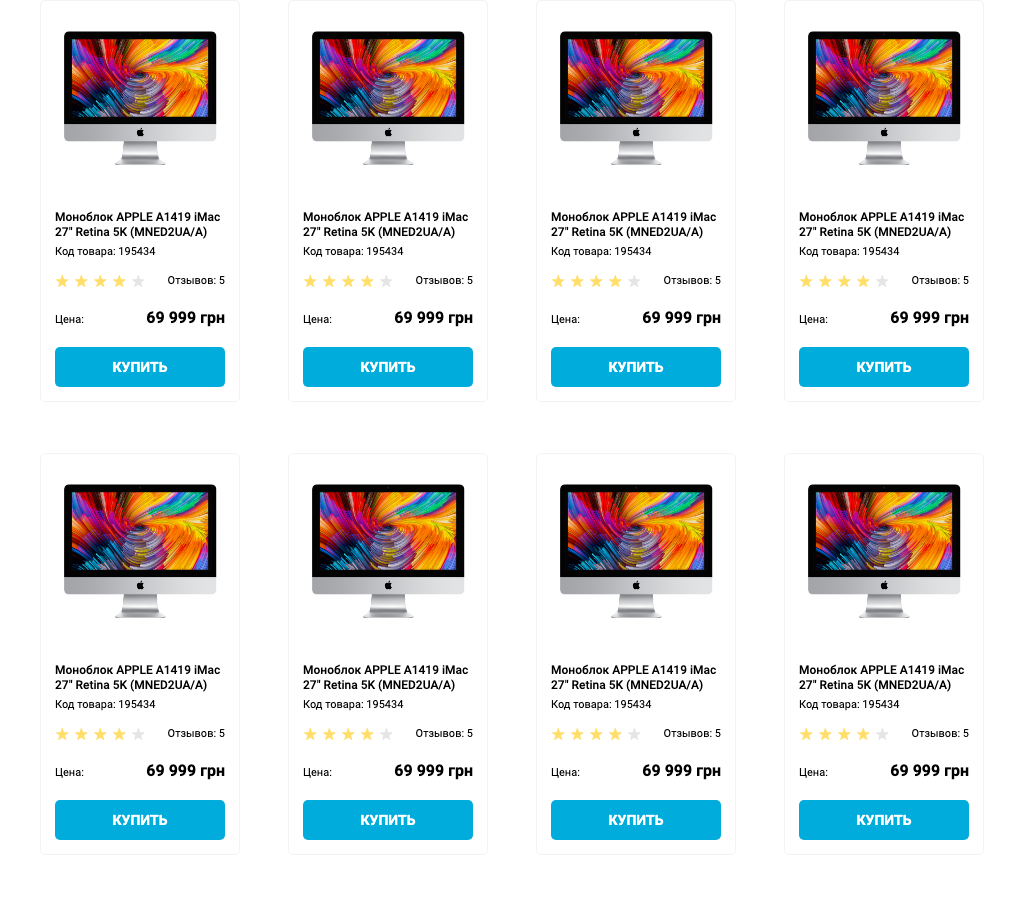 Моноблок APPLE A1419 iMac
27" Retina 5K (MNED2UA/A)
Код товара: 195434
Отзывов: 5
Цена: 69 999 грн
КУПИТЬ
Моноблок APPLE A1419 iMac
27" Retina 5K (MNED2UA/A)
Код товара: 195434
Отзывов: 5
Цена: 69 999 грн
КУПИТЬ
Моноблок APPLE A1419 iMac
27" Retina 5K (MNED2UA/A)
Код товара: 195434
Отзывов: 5
Цена: 69 999 грн
КУПИТЬ
Моноблок APPLE A1419 iMac
27" Retina 5K (MNED2UA/A)
Код товара: 195434
Отзывов: 5
Цена: 69 999 грн
КУПИТЬ
Моноблок APPLE A1419 iMac
27" Retina 5K (MNED2UA/A)
Код товара: 195434
Отзывов: 5
Цена: 69 999 грн
КУПИТЬ
Моноблок APPLE A1419 iMac
27" Retina 5K (MNED2UA/A)
Код товара: 195434
Отзывов: 5
Цена: 69 999 грн
КУПИТЬ
Моноблок APPLE A1419 iMac
27" Retina 5K (MNED2UA/A)
Код товара: 195434
Отзывов: 5
Цена: 69 999 грн
КУПИТЬ
Моноблок APPLE A1419 iMac
27" Retina 5K (MNED2UA/A)
Код товара: 195434
Отзывов: 5
Цена: 69 999 грн
КУПИТЬ